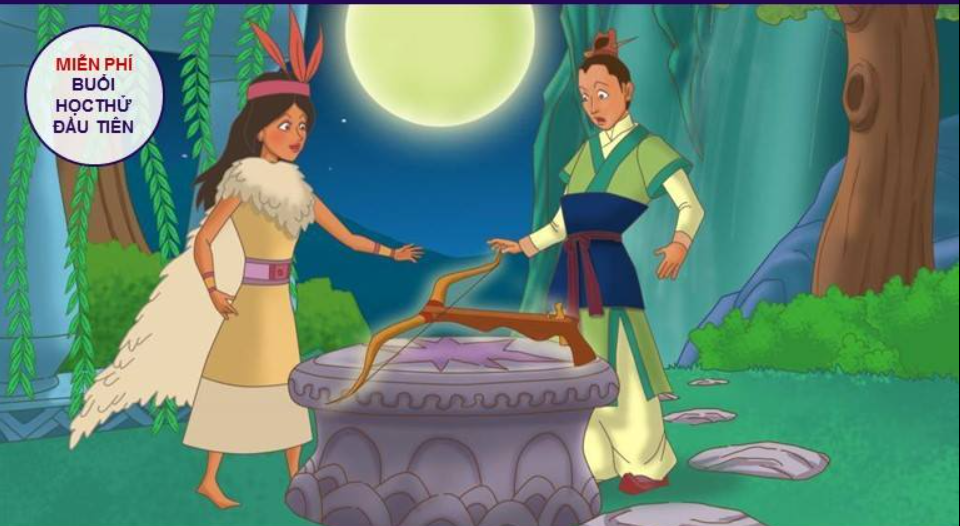 MIỄN PHÍ
BUỔI
HỌC THỬ
ĐẦU TIÊN